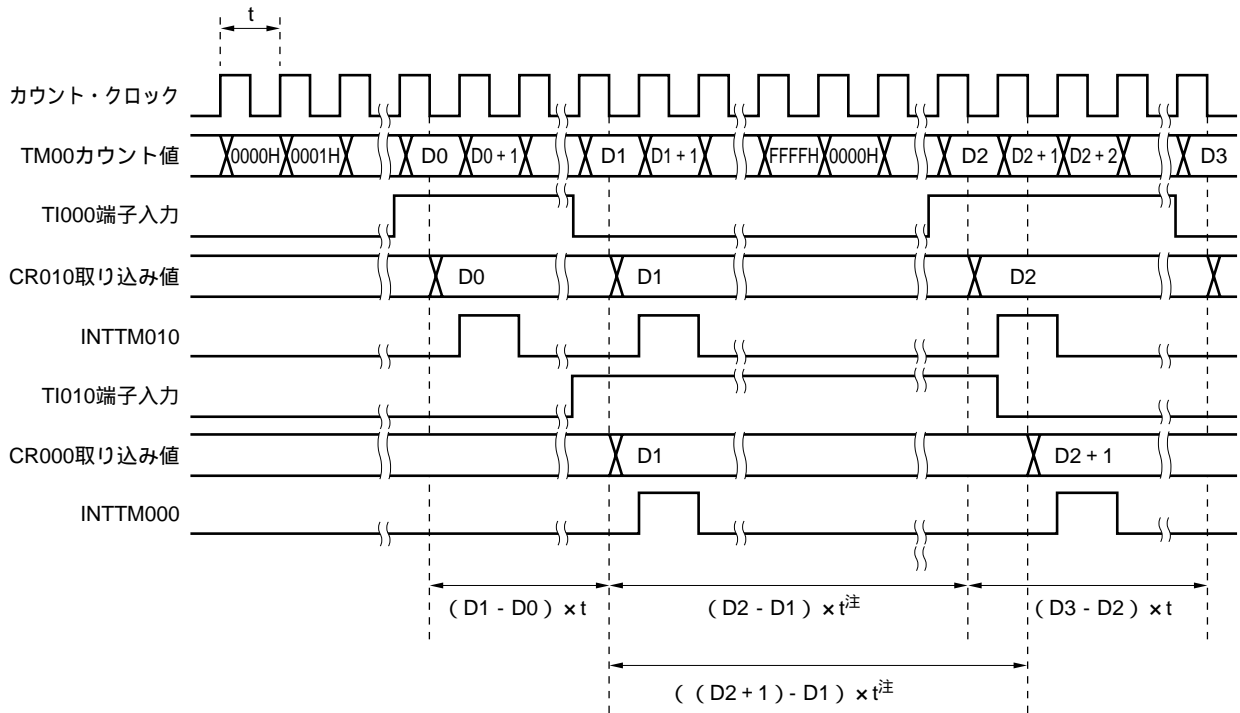 t
カウント・クロック
TM00カウント値
0000H 0001H D0 D0 + 1 D1 D1 + 1 FFFFH 0000H D2 D2 + 1 D2 + 2 D3
TI000端子入力
CR010取り込み値
D0 D1 D2
INTTM010
TI010端子入力
CR000取り込み値
D1 D2 + 1
INTTM000
（D1 - D0）× t （D2 - D1）× t注 （D3 - D2）× t
（（D2 + 1）- D1）× t注